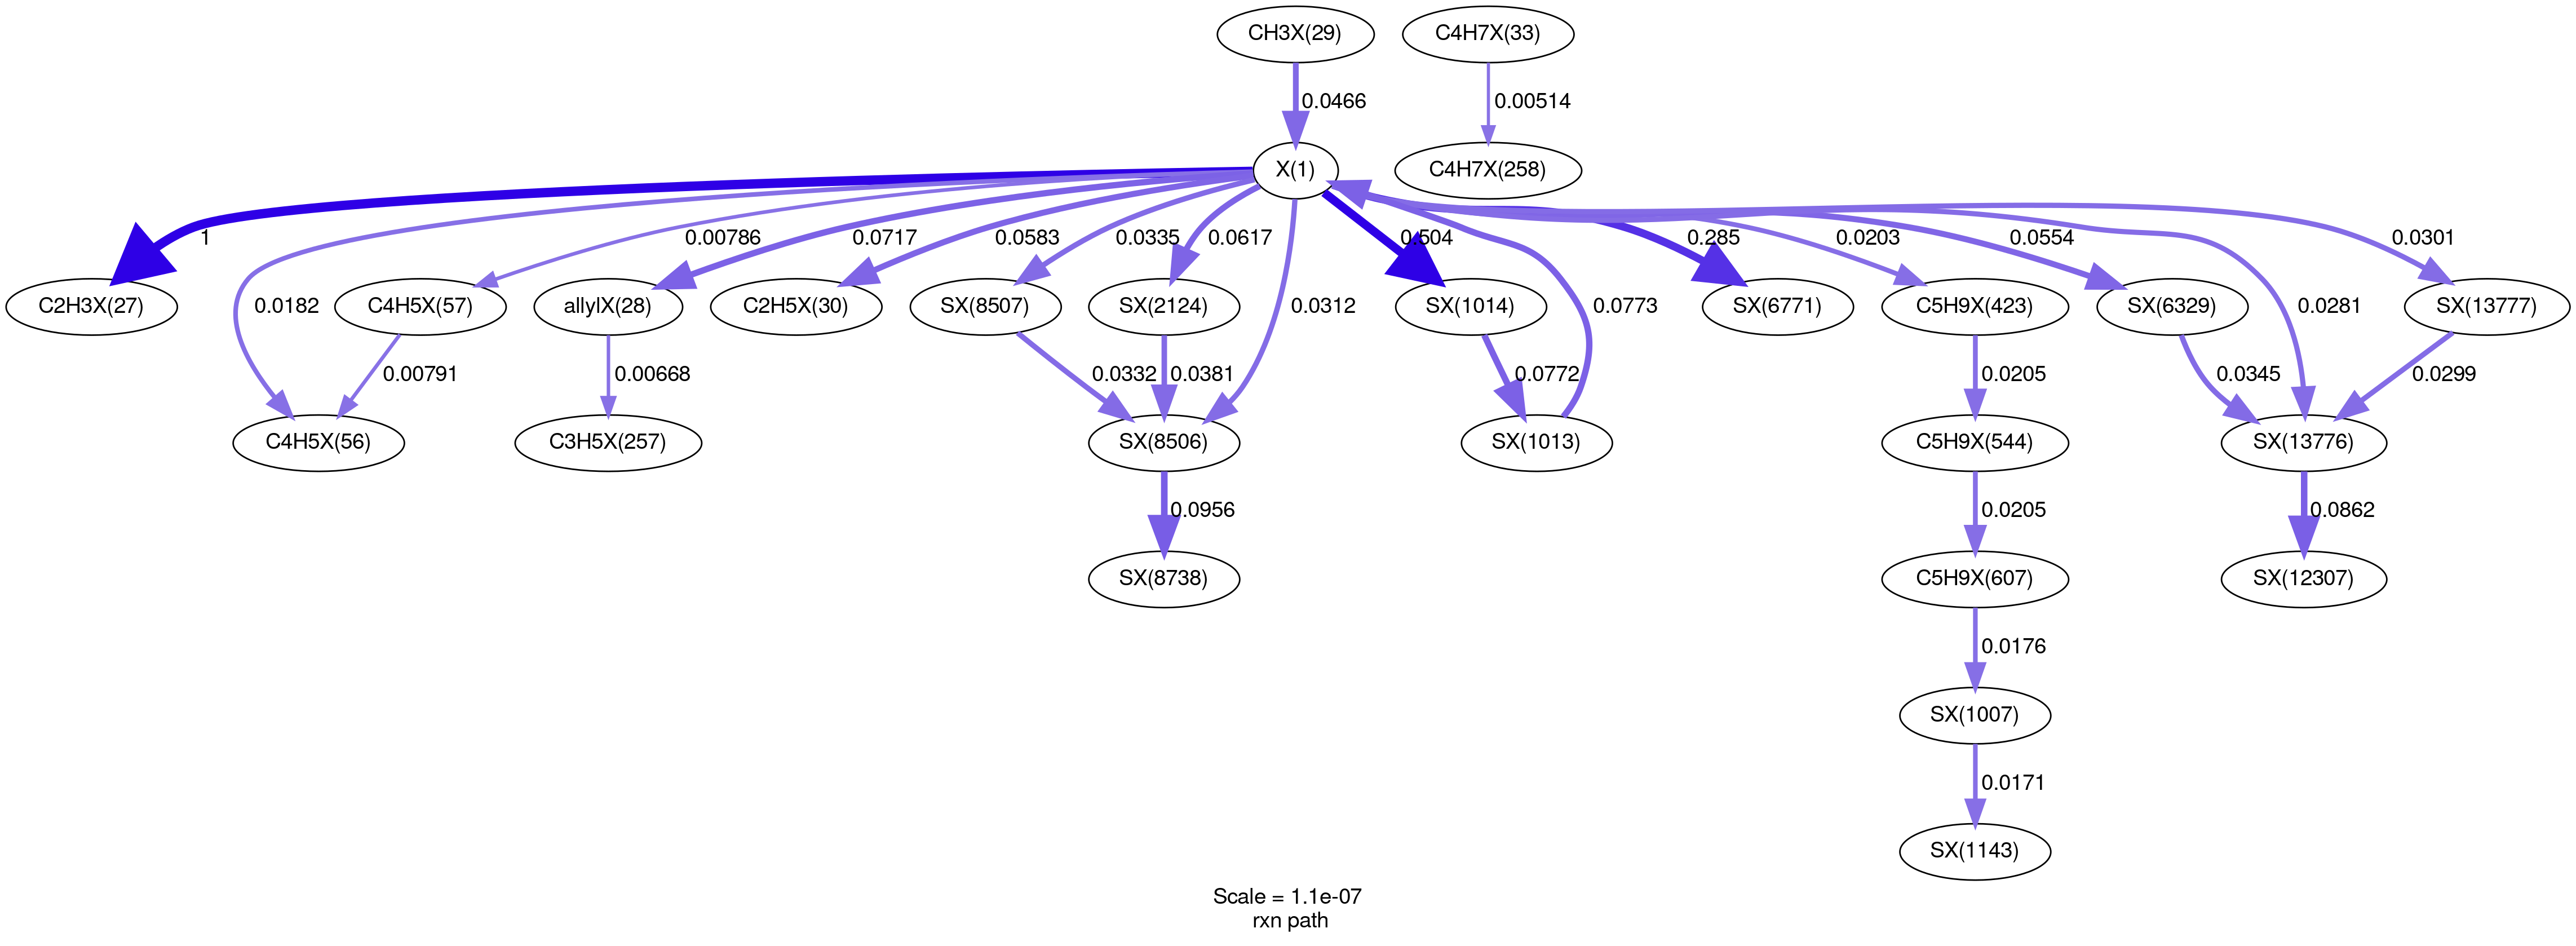 CH3X(29)
C4H7X(33)
0.0466
0.00514
X(1)
C4H7X(258)
1
0.00786
0.0717
0.0583
0.0335
0.0617
0.504
0.285
0.0203
0.0554
0.0301
C2H3X(27)
0.0182
C4H5X(57)
allylX(28)
C2H5X(30)
SX(8507)
SX(2124)
0.0312
SX(1014)
0.0773
SX(6771)
C5H9X(423)
SX(6329)
0.0281
SX(13777)
0.00791
0.00668
0.0332
0.0381
0.0772
0.0205
0.0345
0.0299
C4H5X(56)
C3H5X(257)
SX(8506)
SX(1013)
C5H9X(544)
SX(13776)
0.0956
0.0205
0.0862
SX(8738)
C5H9X(607)
SX(12307)
0.0176
SX(1007)
0.0171
SX(1143)
Scale = 1.1e-07
rxn path